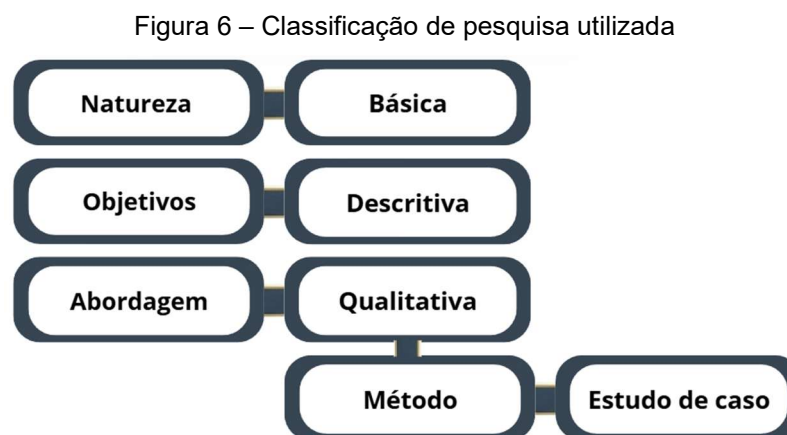 Figura 6 – Classificação de pesquisa utilizada
Natureza
Básica
Objetivos
Descritiva
Abordagem
Qualitativa
Método
Estudo de caso